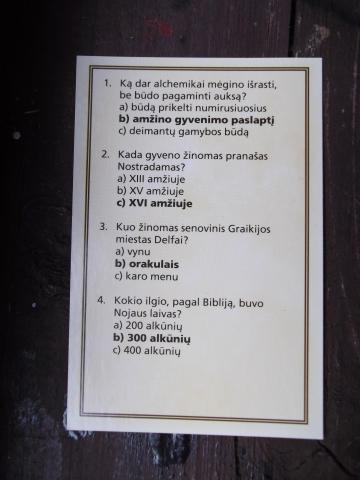 1. Ką dar alchemikai mėgino išrasti,
be būdo pagaminti auksą?
a) būdą prikelti numirusiuosius
b) amžino gyvenimo paslaptį
c) deimantų gamybos būdą
2. Kada gyveno žinomas pranašas
Nostradamas?
a) XIII amžiuje
b) XV amžiuje
c) XVI amžiuje
3. Kuo žinomas senovinis Graikijos
miestas Delfai?
a) vynu
b) orakulais
c) karo menu
4. Kokio ilgio, pagal Bibliją, buvo
Nojaus laivas?
a) 200 alkūnių
b) 300 alkūnių
c) 400 alkūnių